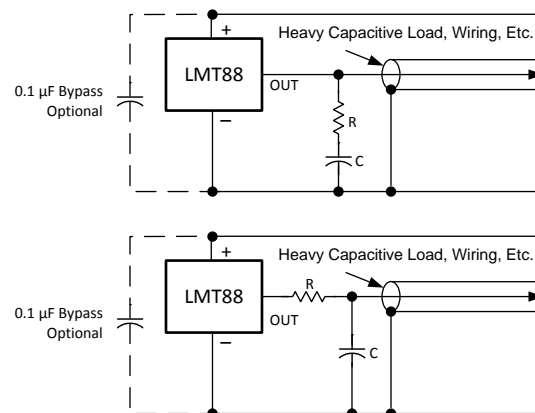 Heavy Capacitive Load, Wiring, Etc.
+
LMT88
OUT
0.1 µF Bypass
Optional
R
−
C
Heavy Capacitive Load, Wiring, Etc.
+
LMT88
R
OUT
0.1 µF Bypass
Optional
−
C